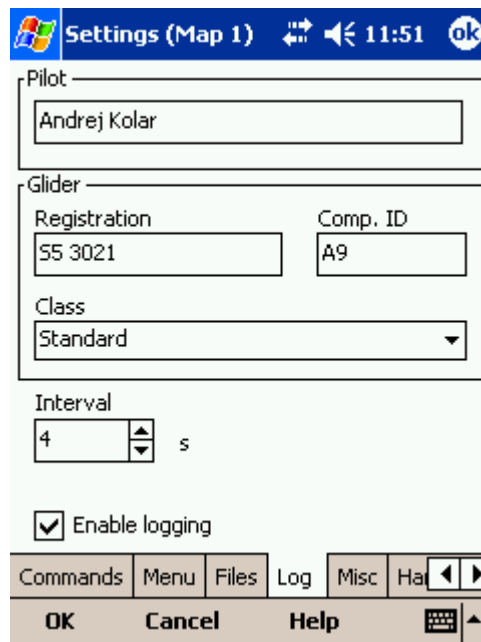 Settings (Map 1) 11:51 ok
Pilot
Andrej Kolar
Glider
Registration Comp. ID
S5 3021 A9
Class
Standard
Interval
4 s
Enable logging
Commands Menu Files Log Misc Ha
OK Cancel Help